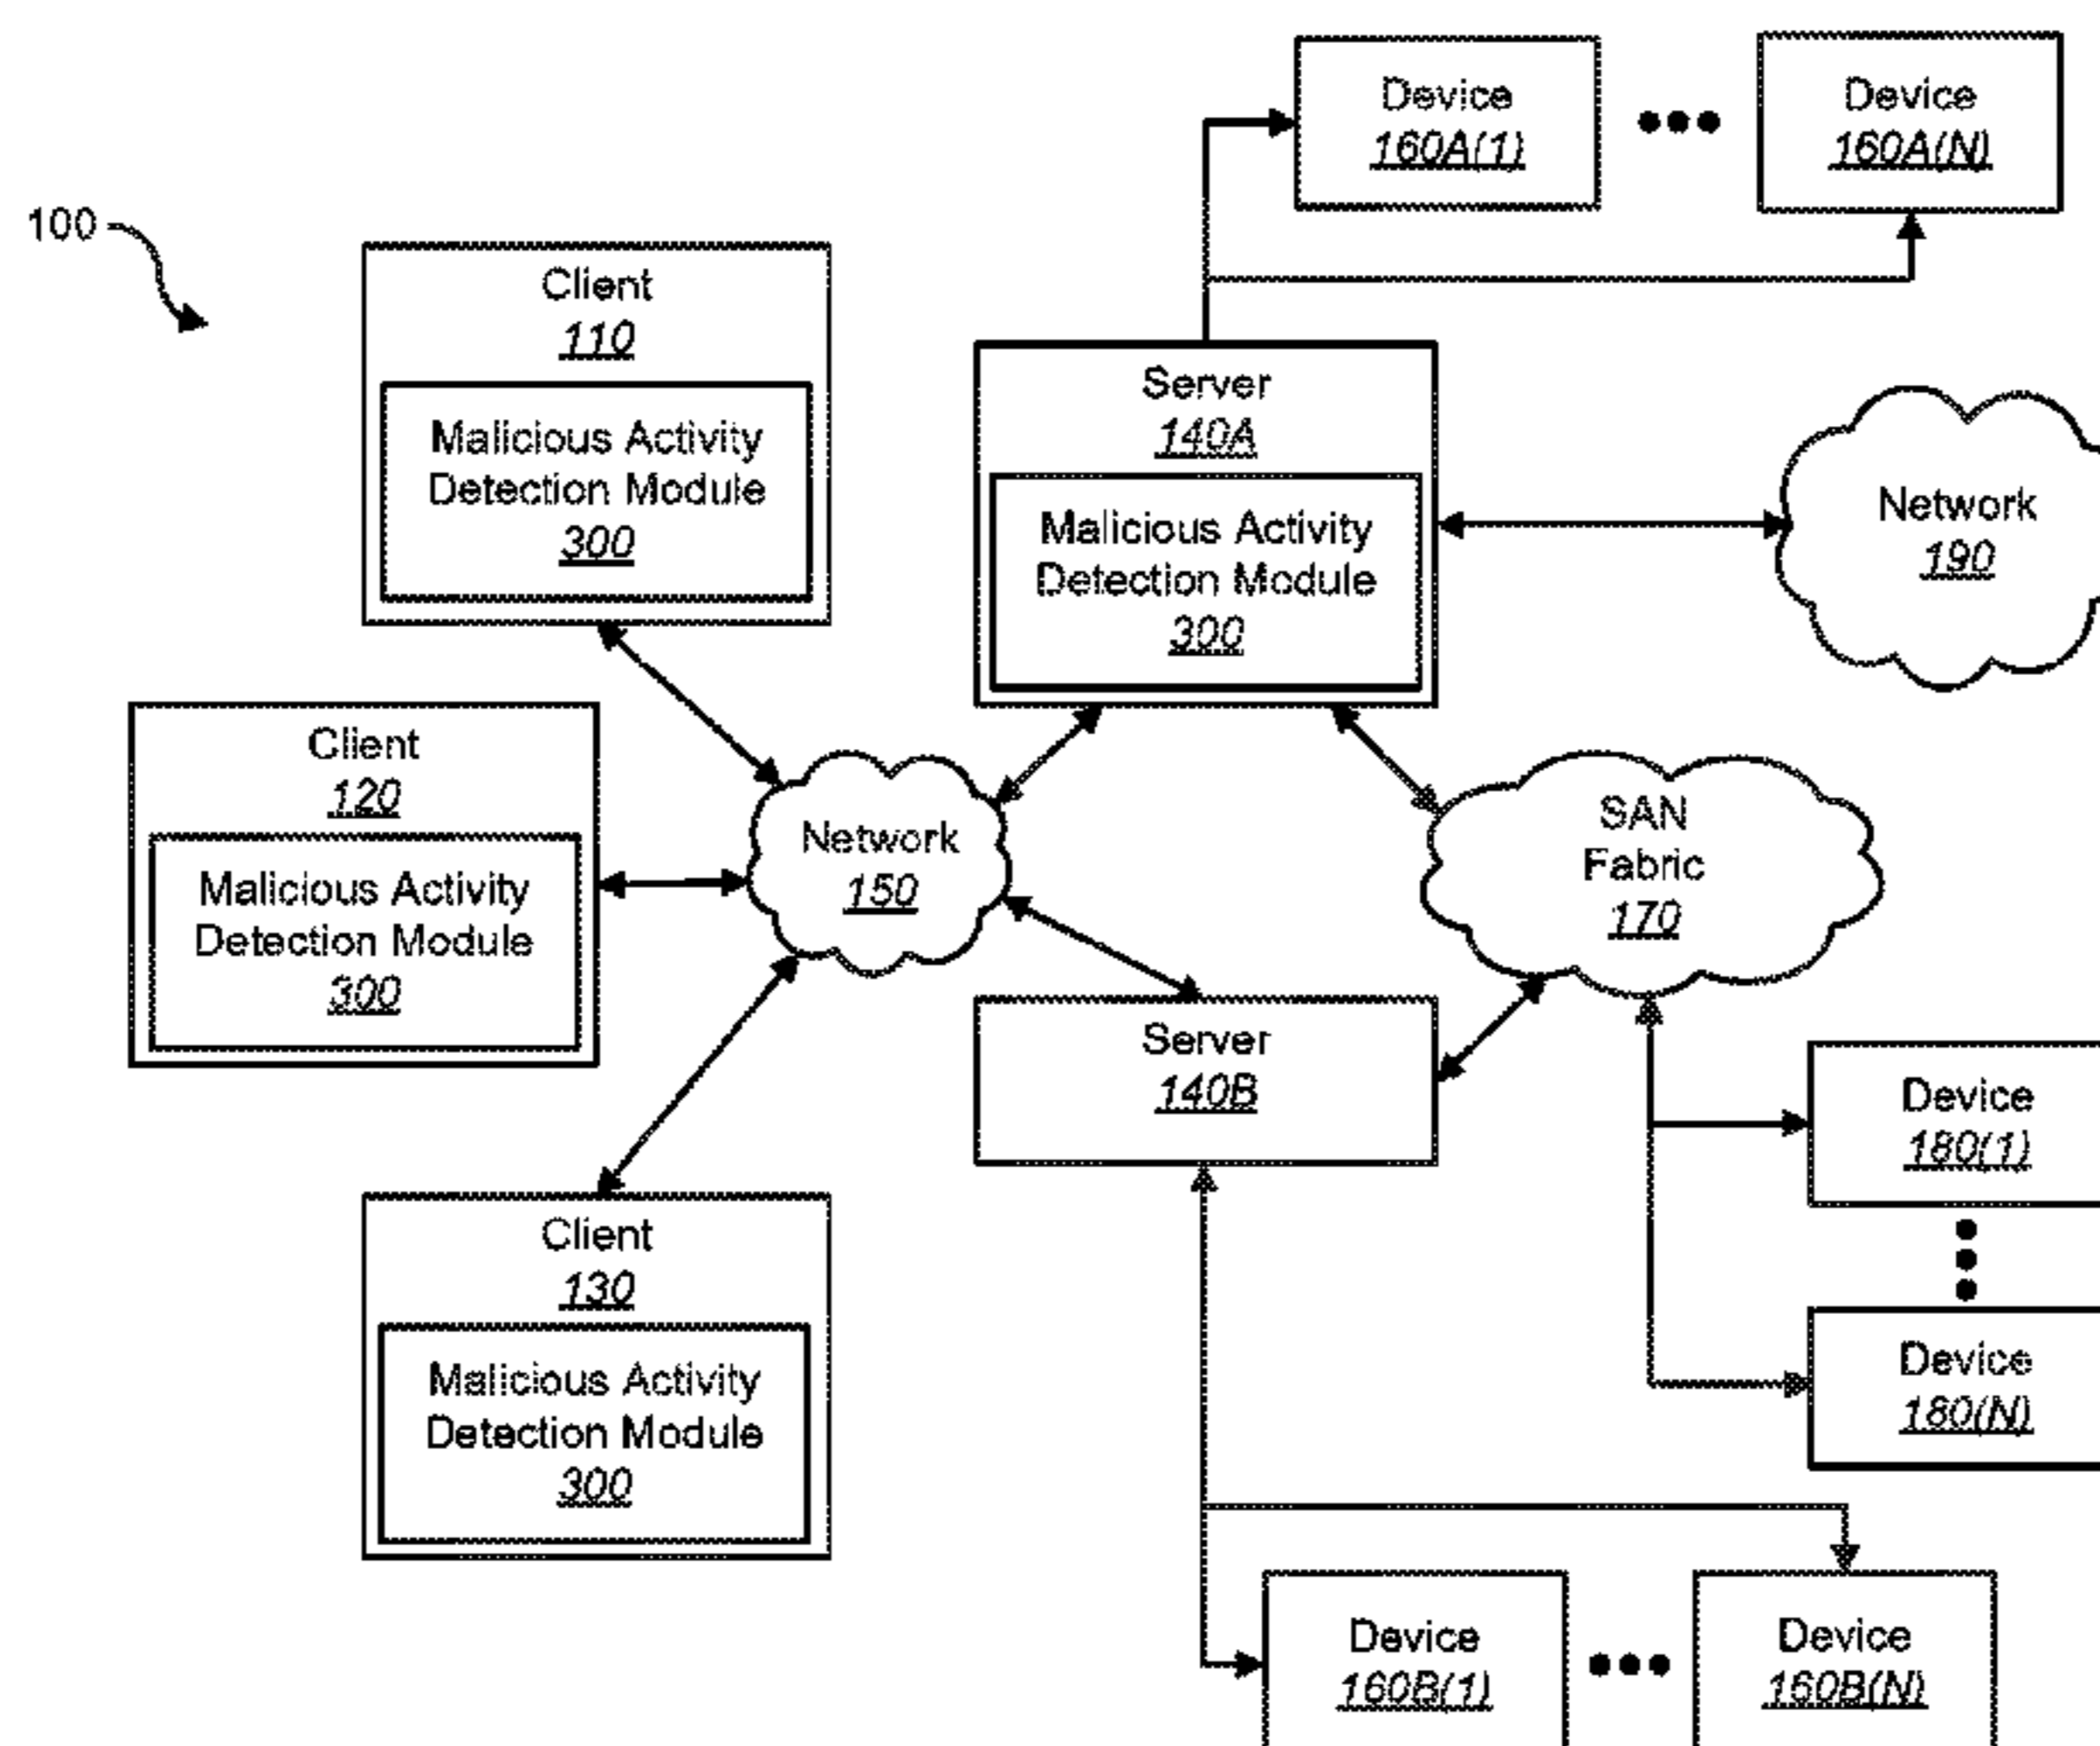 Device
160A(1)
Device
160A(N)
100
Client
110
Malicious Activity
Detection Module
300
Server
140A
Malicious Activity
Detection Module
300
Network
190
Client
120
Malicious Activity
Detection Module
300
Network
150
SAN
Fabric
170
Server
140B
Device
180(1)
Device
180(N)
Client
130
Malicious Activity
Detection Module
300
Device
160B(1)
Device
160B(N)